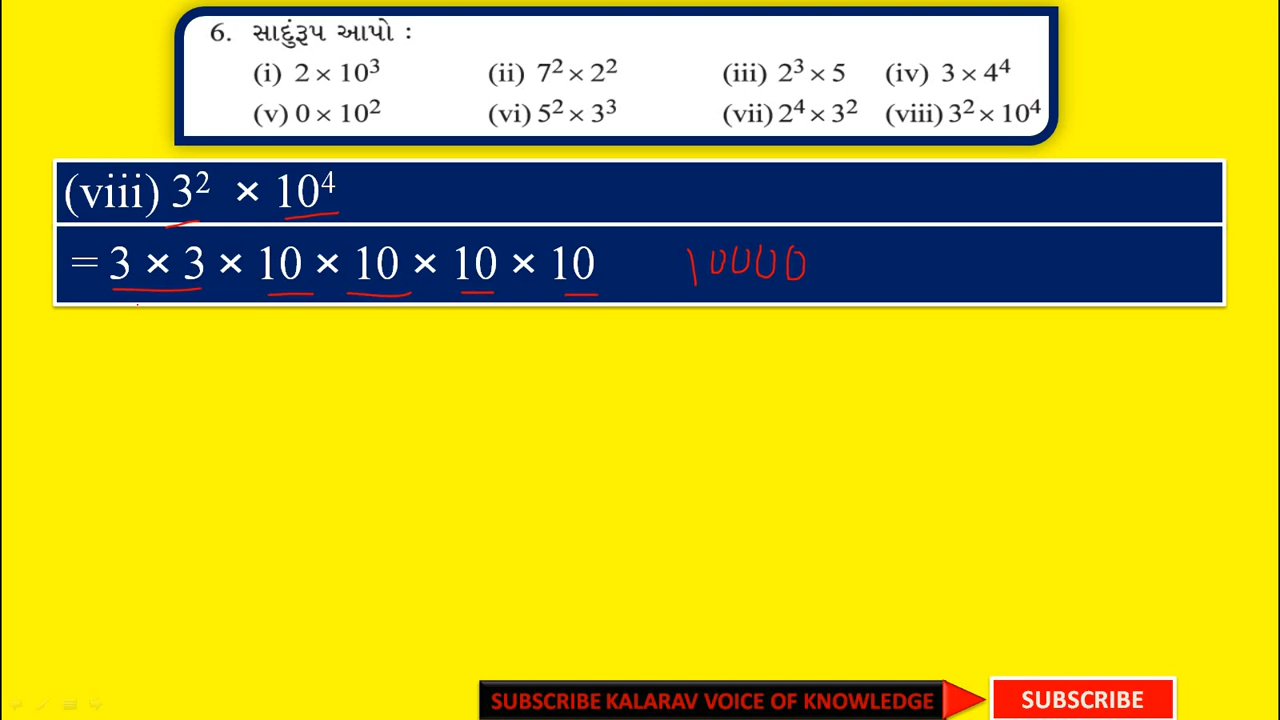 6. સાદુંરૂપ આપો :
(i) 2 × 10³ (ii) 7² × 2² (iii) 2³ × 5 (iv) 3 × 4⁴
(v) 0 × 10² (vi) 5² × 3³ (vii) 2⁴ × 3² (viii) 3² × 10⁴
(viii) 3² × 10⁴
= 3 × 3 × 10 × 10 × 10 × 10 10000
SUBSCRIBE KALARAV VOICE OF KNOWLEDGE SUBSCRIBE